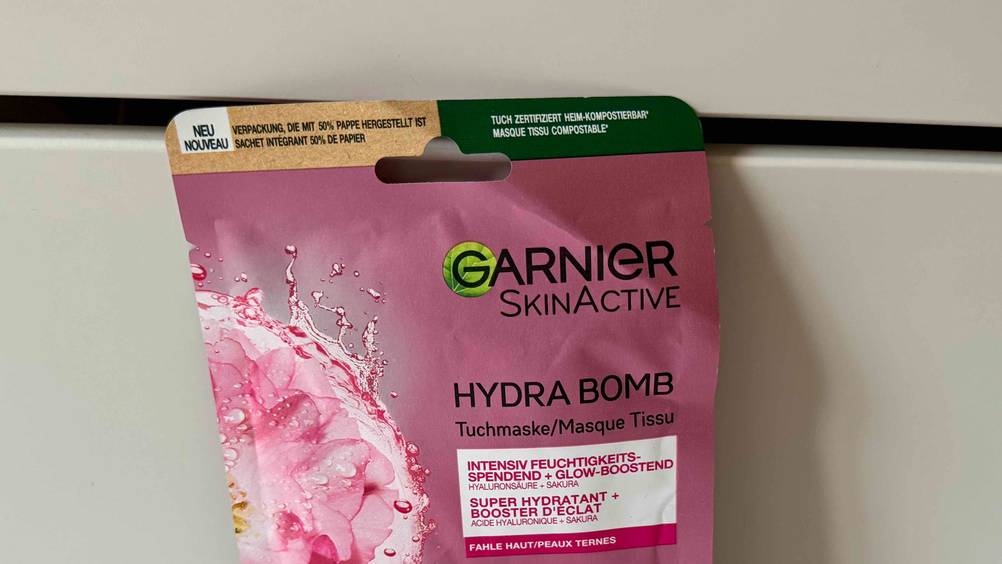 NEU
NOUVEAU
VERPACKUNG, DIE MIT 50% PAPPE HERGESTELLT IST
SACHET INTÉGRANT 50% DE PAPIER
TUCH ZERTIFIZIERT HEIM-KOMPOSTIERBAR*
MASQUE TISSU COMPOSTABLE*
GARNIER
SKINACTIVE
HYDRA BOMB
Tuchmaske/Masque Tissu
INTENSIV FEUCHTIGKEITS-
SPENDEND + GLOW-BOOSTEND
HYALURONSÄURE + SAKURA
SUPER HYDRATANT +
BOOSTER D'ÉCLAT
ACIDE HYALURONIQUE + SAKURA
FAHLE HAUT/PEAUX TERNES